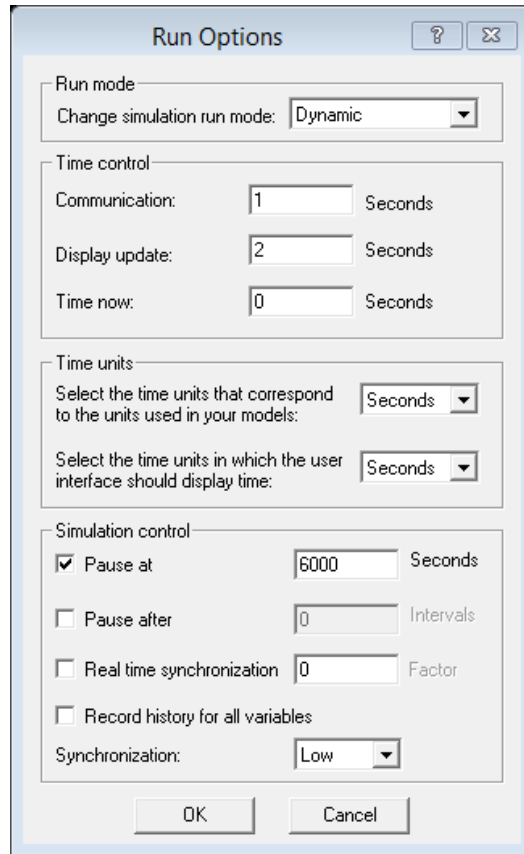 Run Options
Run mode
Change simulation run mode: Dynamic
Time control
Communication: 1 Seconds
Display update: 2 Seconds
Time now: 0 Seconds
Time units
Select the time units that correspond
to the units used in your models: Seconds
Select the time units in which the user
interface should display time: Seconds
Simulation control
Pause at 6000 Seconds
Pause after 0 Intervals
Real time synchronization 0 Factor
Record history for all variables
Synchronization: Low
OK Cancel